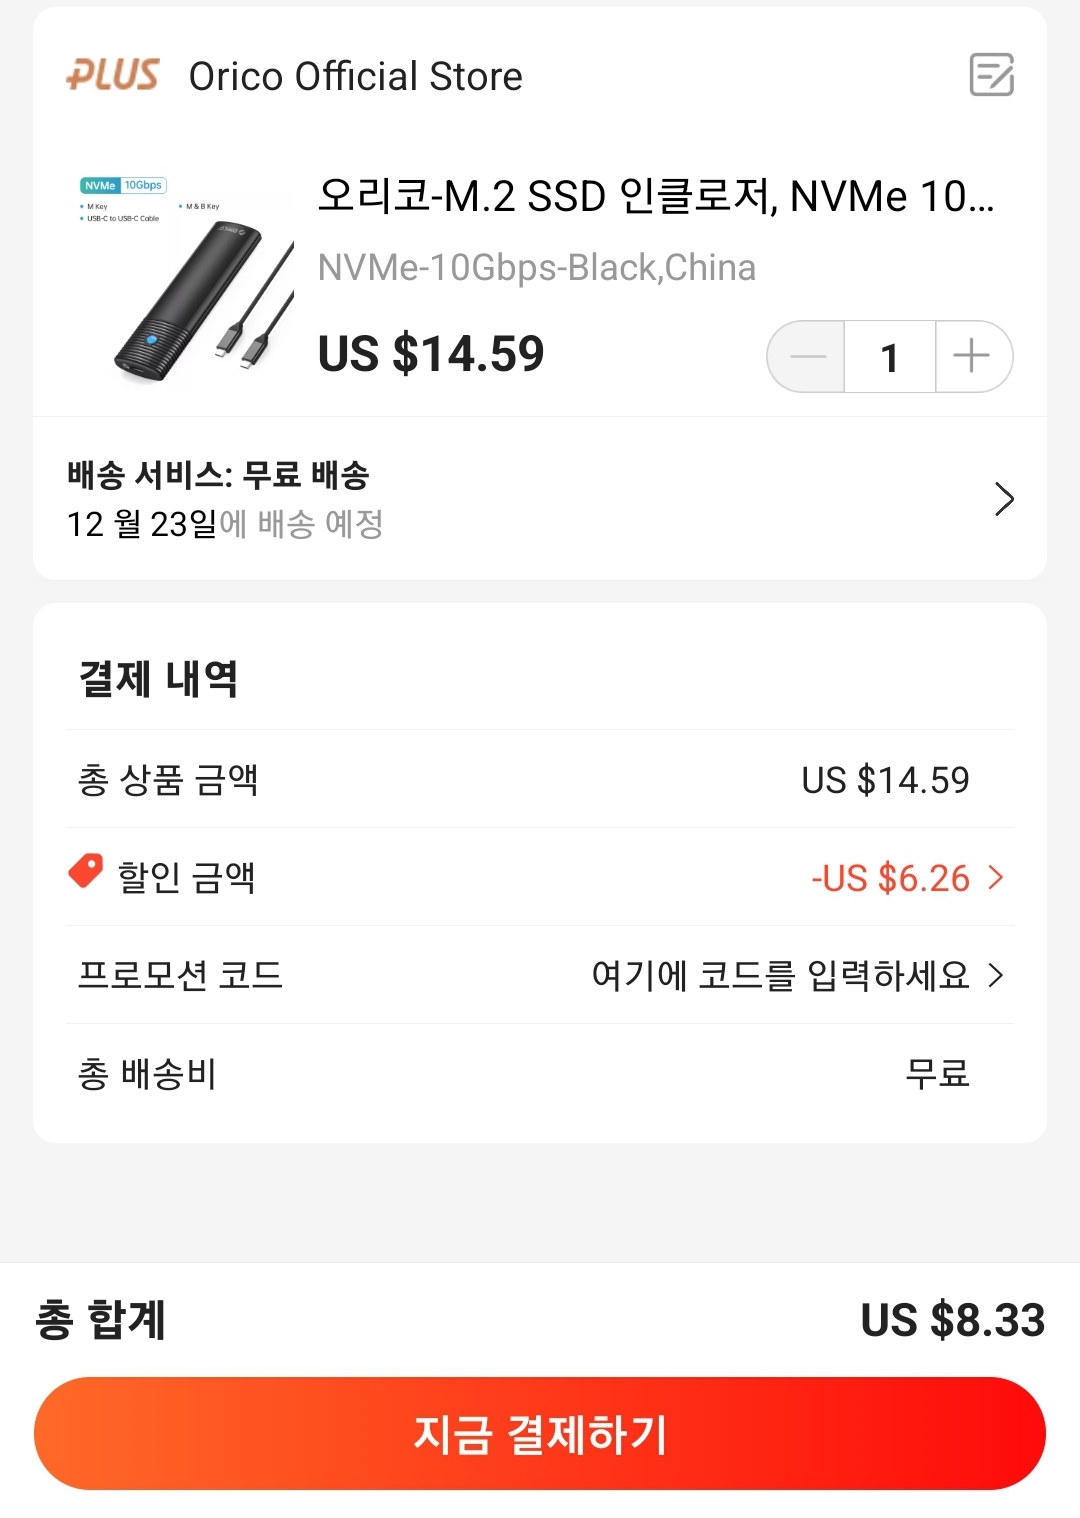 PLUS Orico Official Store
NVMe 10Gbps
• M Key • M & B Key
• USB-C to USB-C Cable
ORICO
오리코-M.2 SSD 인클로저, NVMe 10...
NVMe-10Gbps-Black,China
US $14.59
1
배송 서비스: 무료 배송
12 월 23일에 배송 예정
결제 내역
총 상품 금액 US $14.59
할인 금액 -US $6.26
프로모션 코드 여기에 코드를 입력하세요
총 배송비 무료
총 합계 US $8.33
지금 결제하기